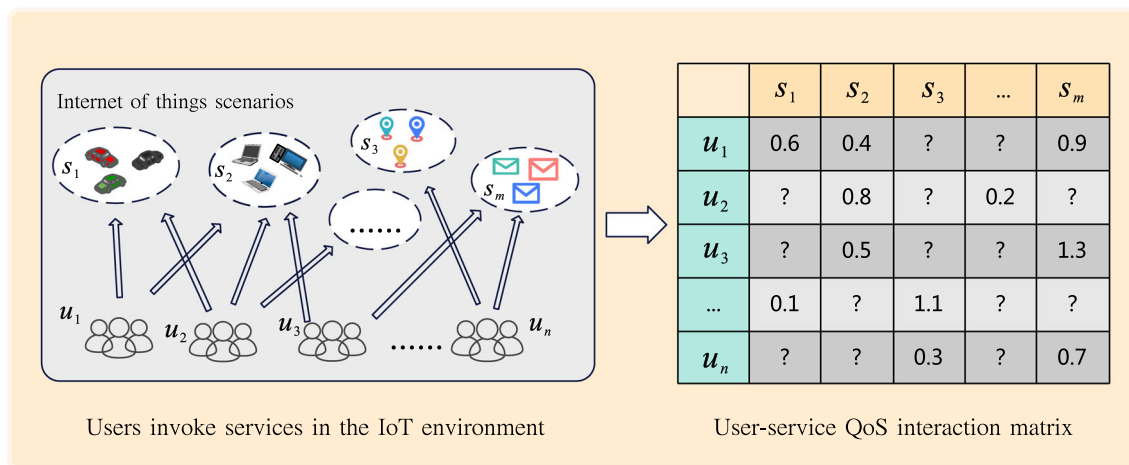 Internet of things scenarios
s1
s2
s3
sm
......
u1
u2
u3
......
un
Users invoke services in the IoT environment
s1 s2 s3 ... sm
u1 0.6 0.4 ? ? 0.9
u2 ? 0.8 ? 0.2 ?
u3 ? 0.5 ? ? 1.3
... 0.1 ? 1.1 ? ?
un ? ? 0.3 ? 0.7
User-service QoS interaction matrix